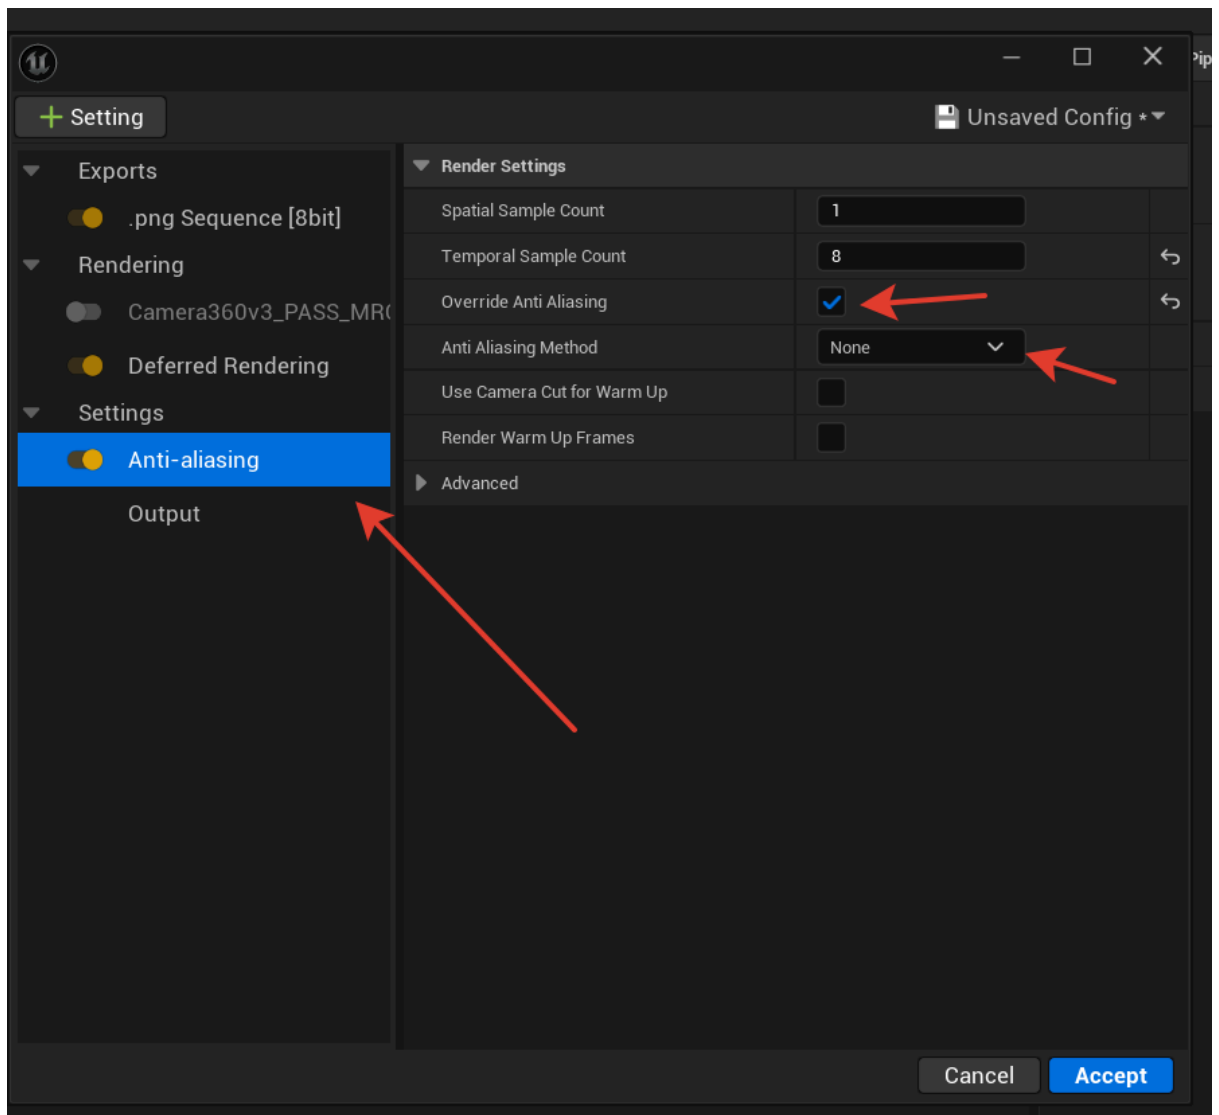 Pip
Setting
Unsaved Config *
Exports
.png Sequence [8bit]
Rendering
Camera360v3_PASS_MR
Deferred Rendering
Settings
Anti-aliasing
Output
Render Settings
Spatial Sample Count 1
Temporal Sample Count 8
Override Anti Aliasing
Anti Aliasing Method None
Use Camera Cut for Warm Up
Render Warm Up Frames
Advanced
Cancel Accept